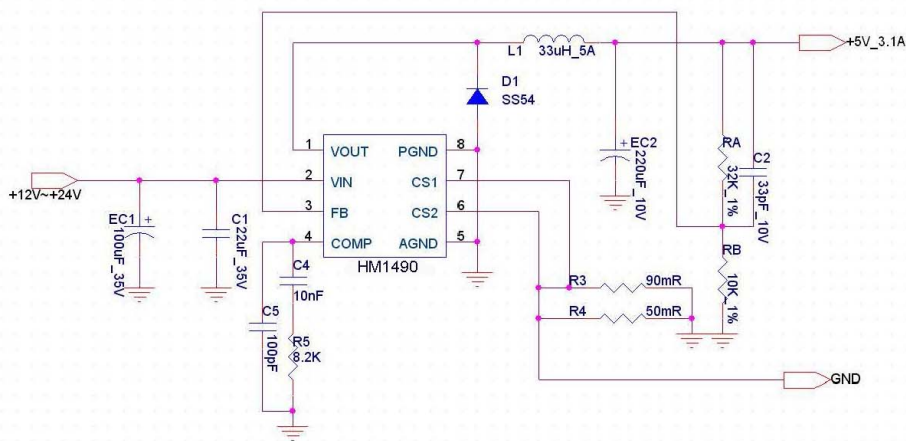 +5V_3.1A
L1 33uH_5A
D1
SS54
1 VOUT PGND 8
2 VIN CS1 7
3 FB CS2 6
4 COMP AGND 5
HM1490
+12V~+24V
EC1 +
100uF_35V
C1
22uF_35V
+ EC2
220uF_10V
RA
32K_1%
C2
33pF_10V
RB
10K_1%
C4
10nF
C5
100pF
R5
8.2K
R3 90mR
R4 50mR
GND